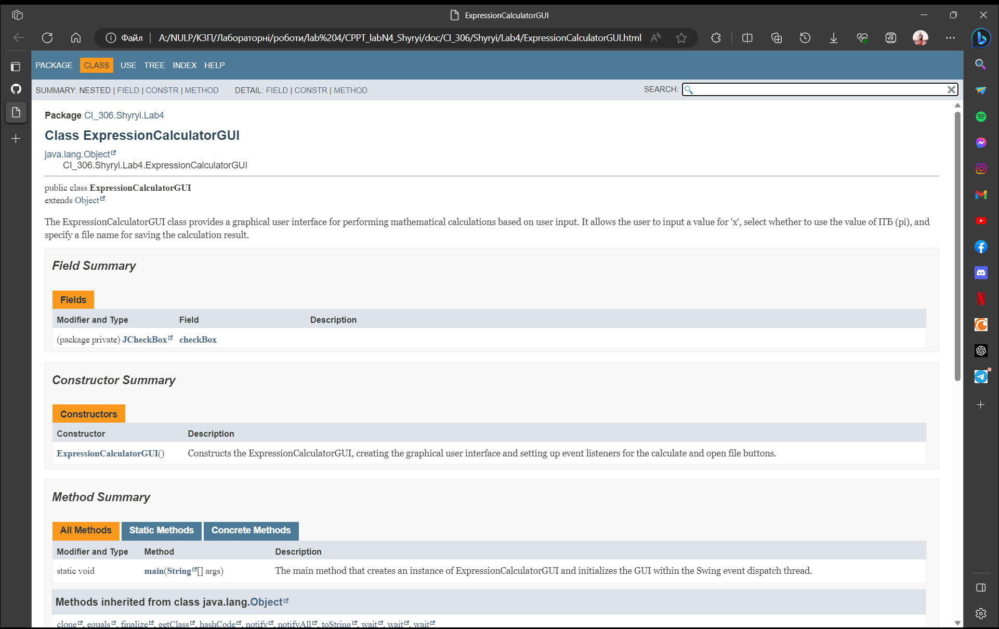 ExpressionCalculatorGUI
Файл | A:/NULP/КЗП/Лабораторні/роботи/lab%204/CPPT_labN4_Shyryi/doc/CI_306/Shyryi/Lab4/ExpressionCalculatorGUI.html
PACKAGE CLASS USE TREE INDEX HELP
SUMMARY: NESTED | FIELD | CONSTR | METHOD DETAIL: FIELD | CONSTR | METHOD SEARCH:
Package CI_306.Shyryi.Lab4
Class ExpressionCalculatorGUI
java.lang.Object
CI_306.Shyryi.Lab4.ExpressionCalculatorGUI
public class ExpressionCalculatorGUI
extends Object
The ExpressionCalculatorGUI class provides a graphical user interface for performing mathematical calculations based on user input. It allows the user to input a value for 'x', select whether to use the value of ПЂ (pi), and
specify a file name for saving the calculation result.
Field Summary
Fields
Modifier and Type Field Description
(package private) JCheckBox checkBox
Constructor Summary
Constructors
Constructor Description
ExpressionCalculatorGUI() Constructs the ExpressionCalculatorGUI, creating the graphical user interface and setting up event listeners for the calculate and open file buttons.
Method Summary
All Methods Static Methods Concrete Methods
Modifier and Type Method Description
static void main(String[] args) The main method that creates an instance of ExpressionCalculatorGUI and initializes the GUI within the Swing event dispatch thread.
Methods inherited from class java.lang.Object
clone, equals, finalize, getClass, hashCode, notify, notifyAll, toString, wait, wait, wait